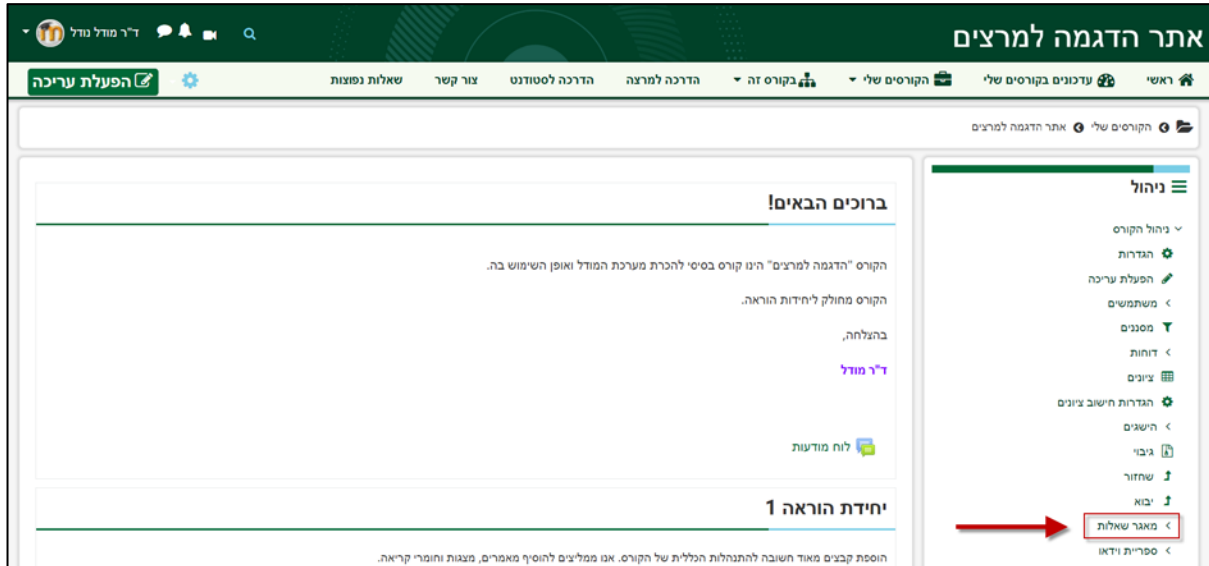 אתר הדגמה למרצים
ד"ר מודל נודל
ראשי
עדכונים בקורסים שלי
הקורסים שלי
בקורס זה
הדרכה למרצה
הדרכה לסטודנט
צור קשר
שאלות נפוצות
הפעלת עריכה
הקורסים שלי
אתר הדגמה למרצים
ניהול
ניהול הקורס
הגדרות
הפעלת עריכה
משתמשים
מסננים
דוחות
ציונים
הגדרות חישוב ציונים
הישגים
גיבוי
שחזור
יבוא
מאגר שאלות
ספריית וידאו
ברוכים הבאים!
הקורס "הדגמה למרצים" הינו קורס בסיסי להכרת מערכת המודל ואופן השימוש בה.
הקורס מחולק ליחידות הוראה.
בהצלחה,
ד"ר מודל
לוח מודעות
יחידת הוראה 1
הוספת קבצים מאוד חשובה להתנהלות הכללית של הקורס. אנו ממליצים להוסיף מאמרים, מצגות וחומרי קריאה.